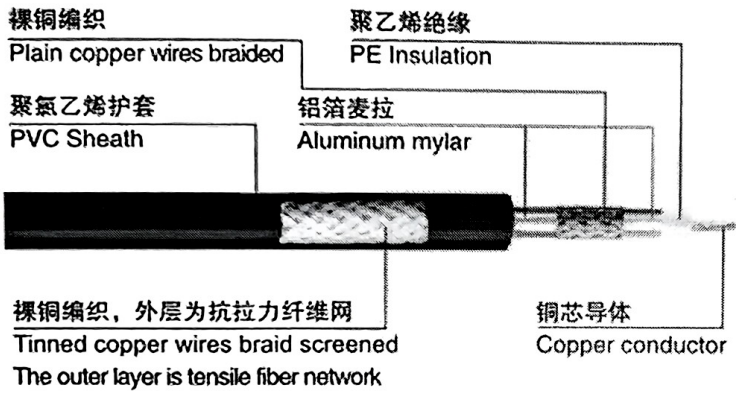 裸铜编织
Plain copper wires braided
聚乙烯绝缘
PE Insulation
聚氯乙烯护套
PVC Sheath
铝箔麦拉
Aluminum mylar
裸铜编织，外层为抗拉力纤维网
Tinned copper wires braid screened
The outer layer is tensile fiber network
铜芯导体
Copper conductor